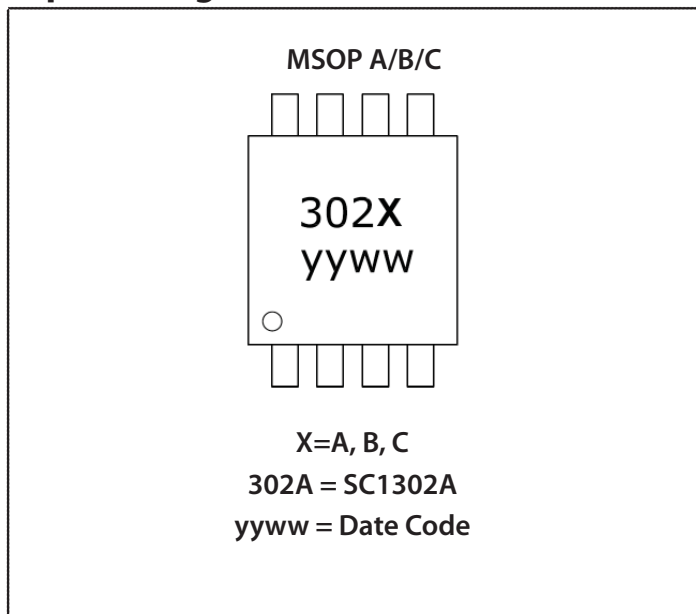 MSOP A/B/C
302X
yyww
X=A, B, C
302A = SC1302A
yyww = Date Code